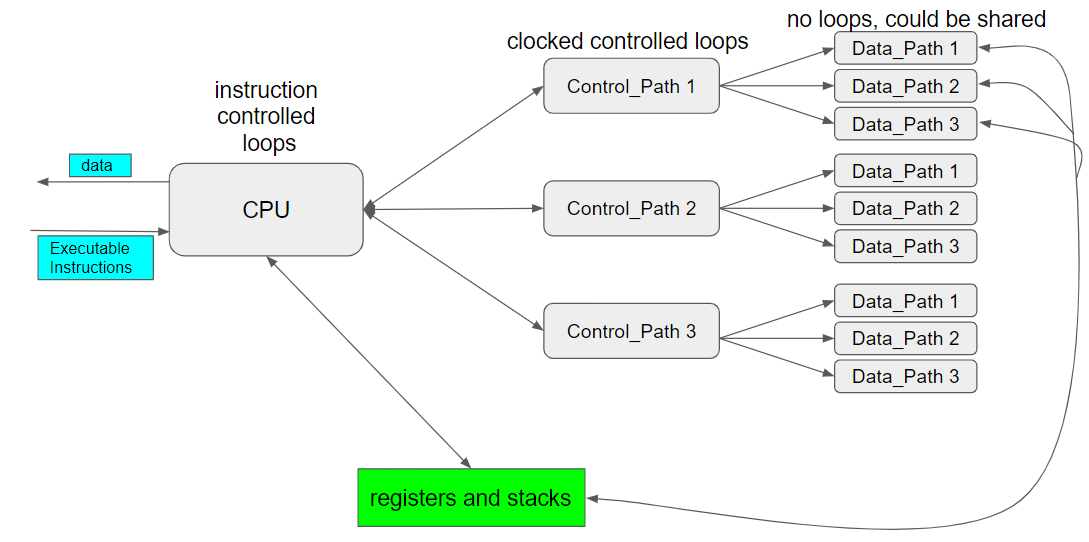 no loops, could be shared
clocked controlled loops
Data_Path 1
Data_Path 2
Data_Path 3
Control_Path 1
instruction
controlled
loops
data
CPU
Executable
Instructions
Control_Path 2
Data_Path 1
Data_Path 2
Data_Path 3
Control_Path 3
Data_Path 1
Data_Path 2
Data_Path 3
registers and stacks